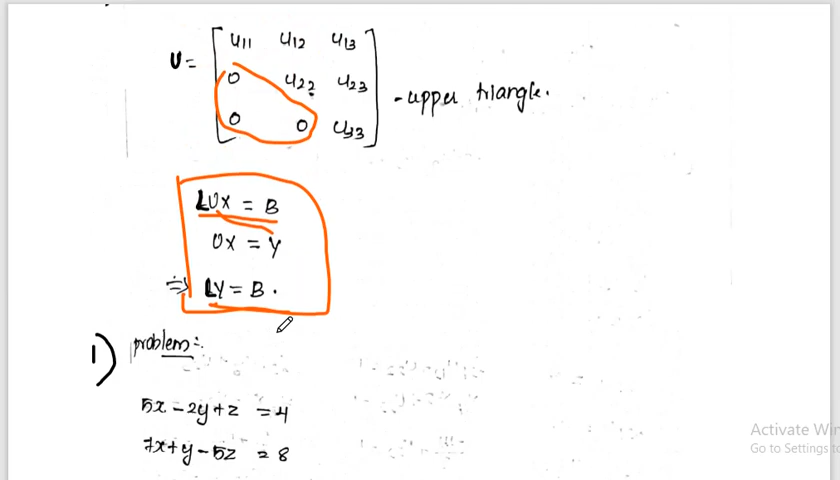 U = [ u11 u12 u13
0 u22 u23
0 0 u33 ] - upper triangle.
LUX = B
UX = Y
⇒ LY = B.
1) problem:-
5x - 2y + z = 4
7x + y - 5z = 8
Activate Win
Go to Settings to